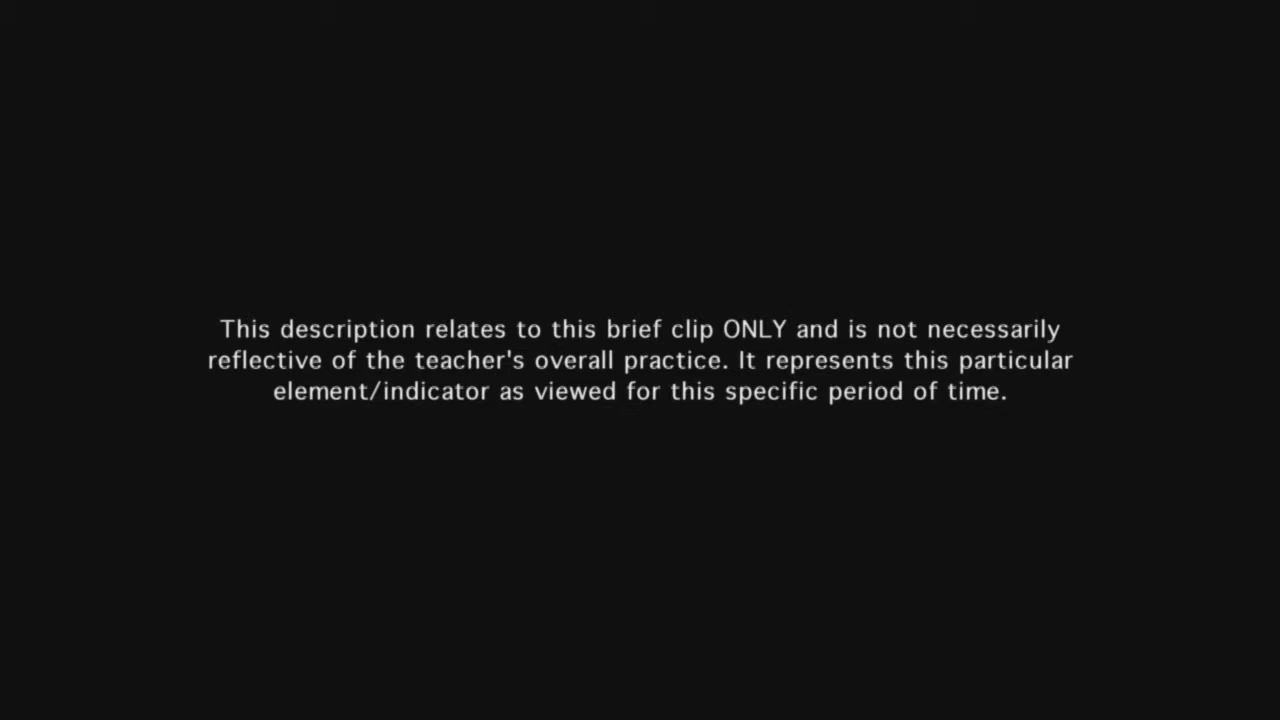 This description relates to this brief clip ONLY and is not necessarily
reflective of the teacher's overall practice. It represents this particular
element/indicator as viewed for this specific period of time.